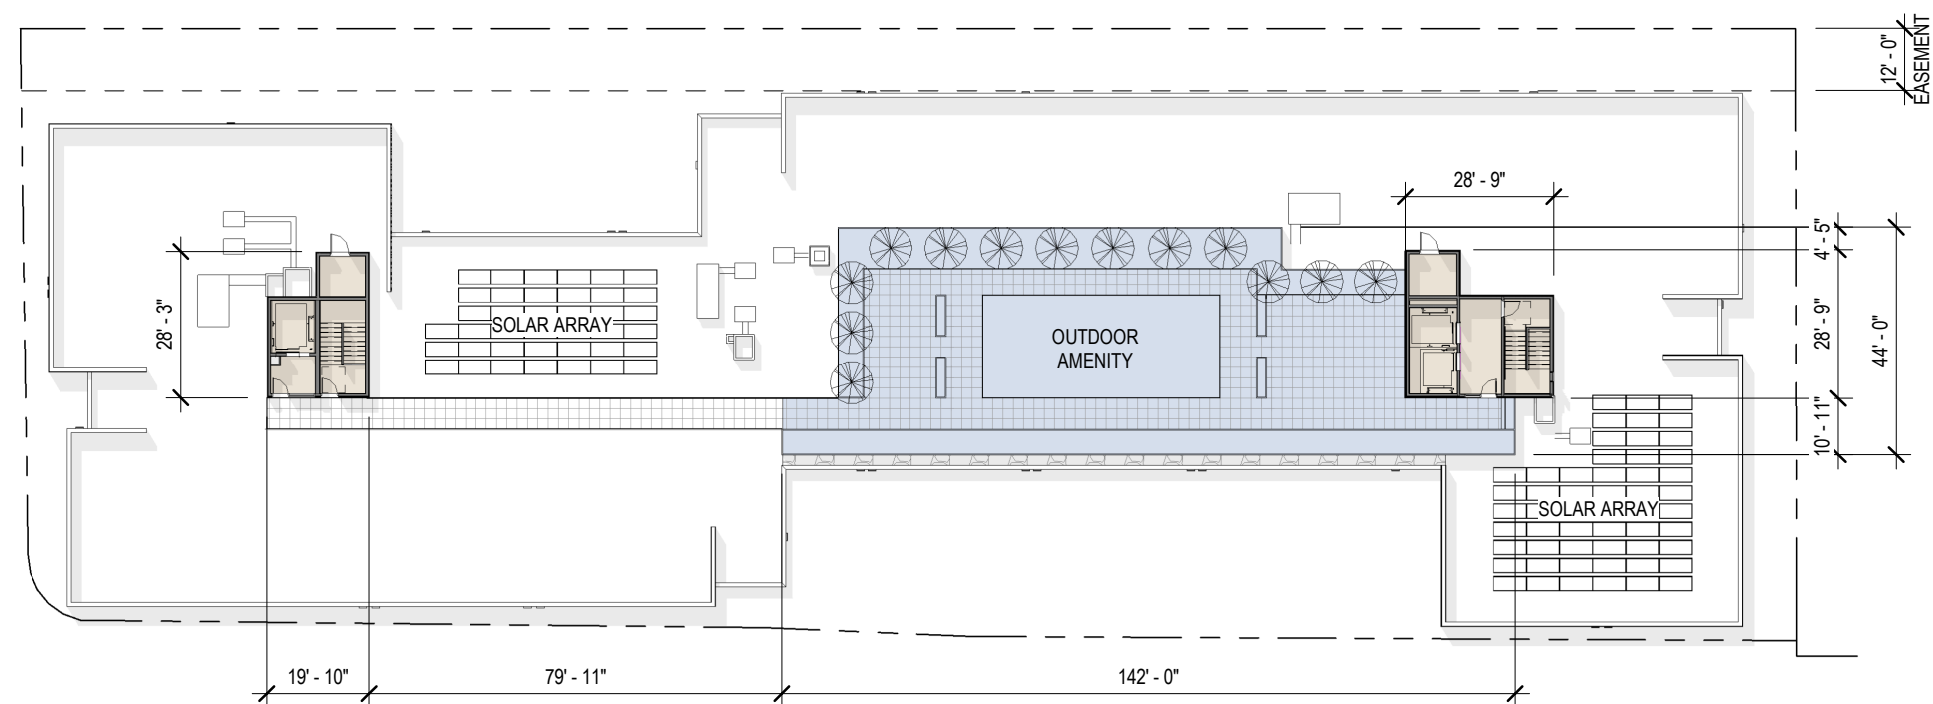 12' - 0"
EASEMENT
28' - 9"
4' - 5"
28' - 3"
SOLAR ARRAY
OUTDOOR
AMENITY
28' - 9"
44' - 0"
10' - 11"
SOLAR ARRAY
19' - 10"
79' - 11"
142' - 0"